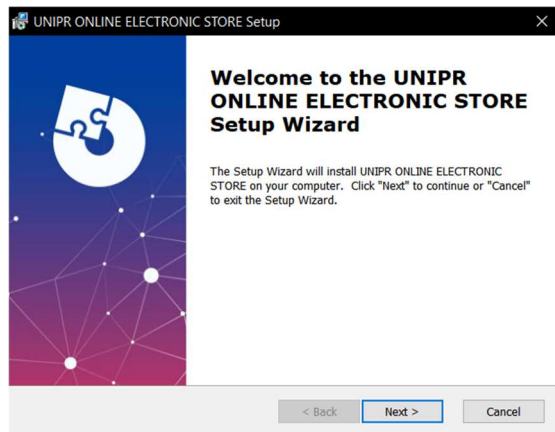 UNIPR ONLINE ELECTRONIC STORE Setup
Welcome to the UNIPR
ONLINE ELECTRONIC STORE
Setup Wizard
The Setup Wizard will install UNIPR ONLINE ELECTRONIC
STORE on your computer. Click "Next" to continue or "Cancel"
to exit the Setup Wizard.
< Back
Next >
Cancel